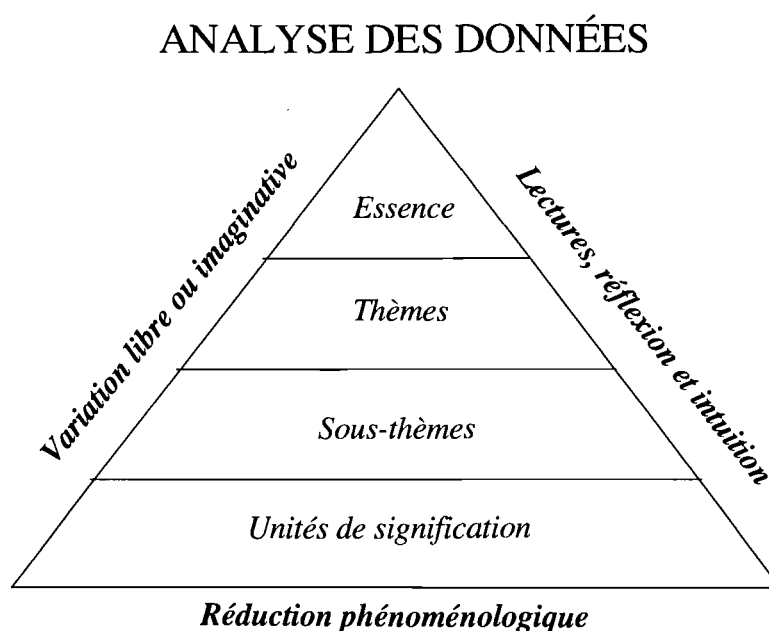 ANALYSE DES DONNÉES
Variation libre ou imaginative
Lectures, réflexion et intuition
Essence
Thèmes
Sous-thèmes
Unités de signification
Réduction phénoménologique